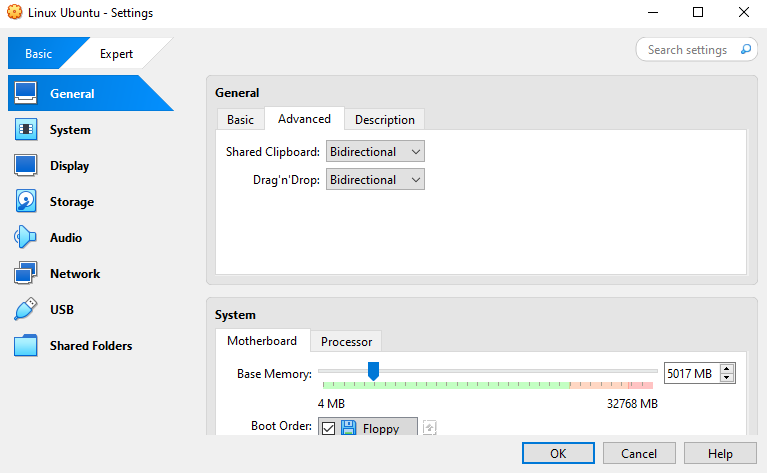 Linux Ubuntu - Settings
Basic
Expert
Search settings
General
System
Display
Storage
Audio
Network
USB
Shared Folders
General
Basic
Advanced
Description
Shared Clipboard: Bidirectional
Drag'n'Drop: Bidirectional
System
Motherboard
Processor
Base Memory: 5017 MB
4 MB 32768 MB
Boot Order: Floppy
OK
Cancel
Help